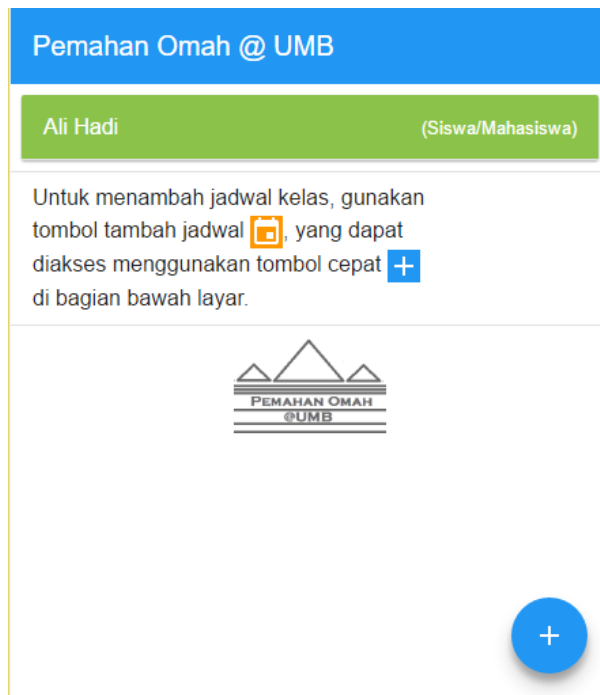 Pemahan Omah @ UMB
Ali Hadi (Siswa/Mahasiswa)
Untuk menambah jadwal kelas, gunakan
tombol tambah jadwal , yang dapat
diakses menggunakan tombol cepat +
di bagian bawah layar.
PEMAHAN OMAH
@UMB
+